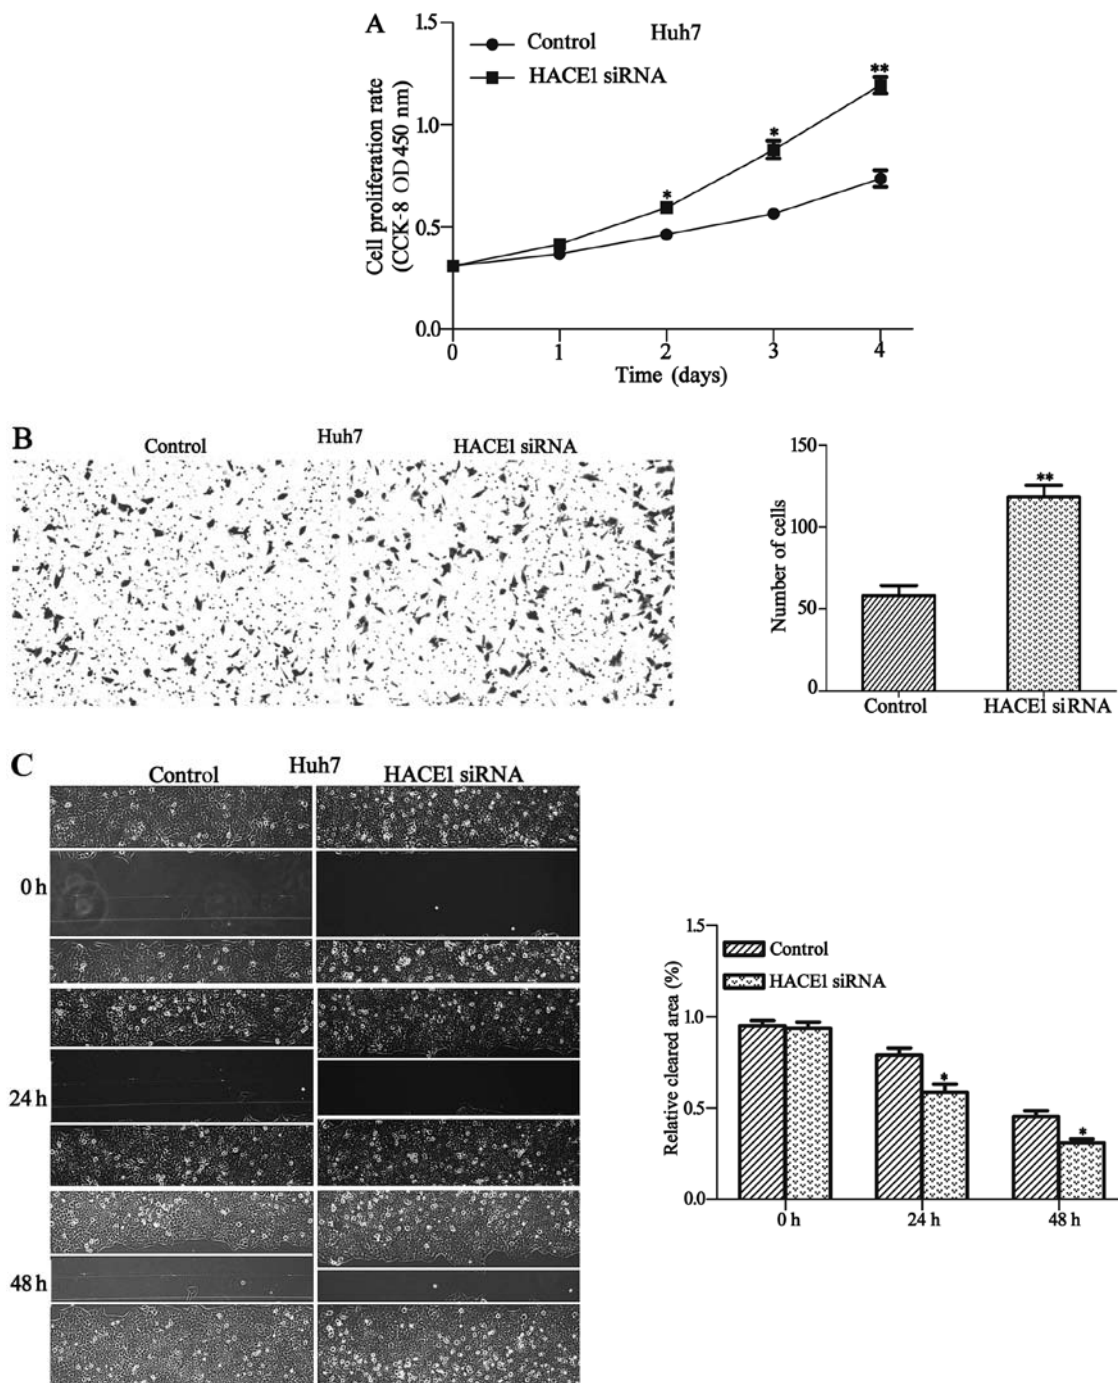 A
Huh7
Control
HACE1 siRNA
Cell proliferation rate
(CCK-8 OD450 nm)
1.5
1.0
0.5
0.0
*
*
**
0 1 2 3 4
Time (days)
B
Control
Huh7
HACE1 siRNA
Number of cells
150
100
50
0
**
Control
HACE1 siRNA
C
Control
Huh7
HACE1 siRNA
0 h
24 h
48 h
Relative cleared area (%)
1.5
1.0
0.5
0.0
Control
HACE1 siRNA
*
*
0 h
24 h
48 h